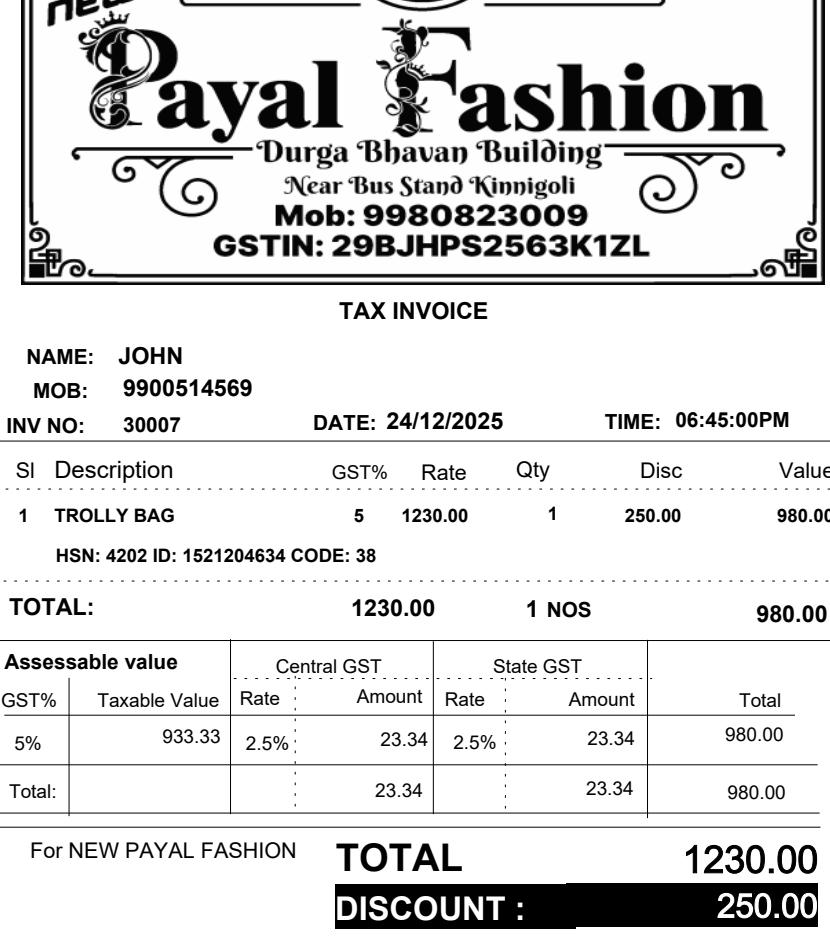 new
Payal Fashion
Durga Bhavan Building
Near Bus Stand Kinnigoli
Mob: 9980823009
GSTIN: 29BJHPS2563K1ZL
TAX INVOICE
NAME: JOHN
MOB: 9900514569
INV NO: 30007 DATE: 24/12/2025 TIME: 06:45:00PM
Sl Description GST% Rate Qty Disc Value
1 TROLLY BAG 5 1230.00 1 250.00 980.00
HSN: 4202 ID: 1521204634 CODE: 38
TOTAL: 1230.00 1 NOS 980.00
Assessable value Central GST State GST
GST% Taxable Value Rate Amount Rate Amount Total
5% 933.33 2.5% 23.34 2.5% 23.34 980.00
Total: 23.34 23.34 980.00
For NEW PAYAL FASHION TOTAL 1230.00
DISCOUNT : 250.00